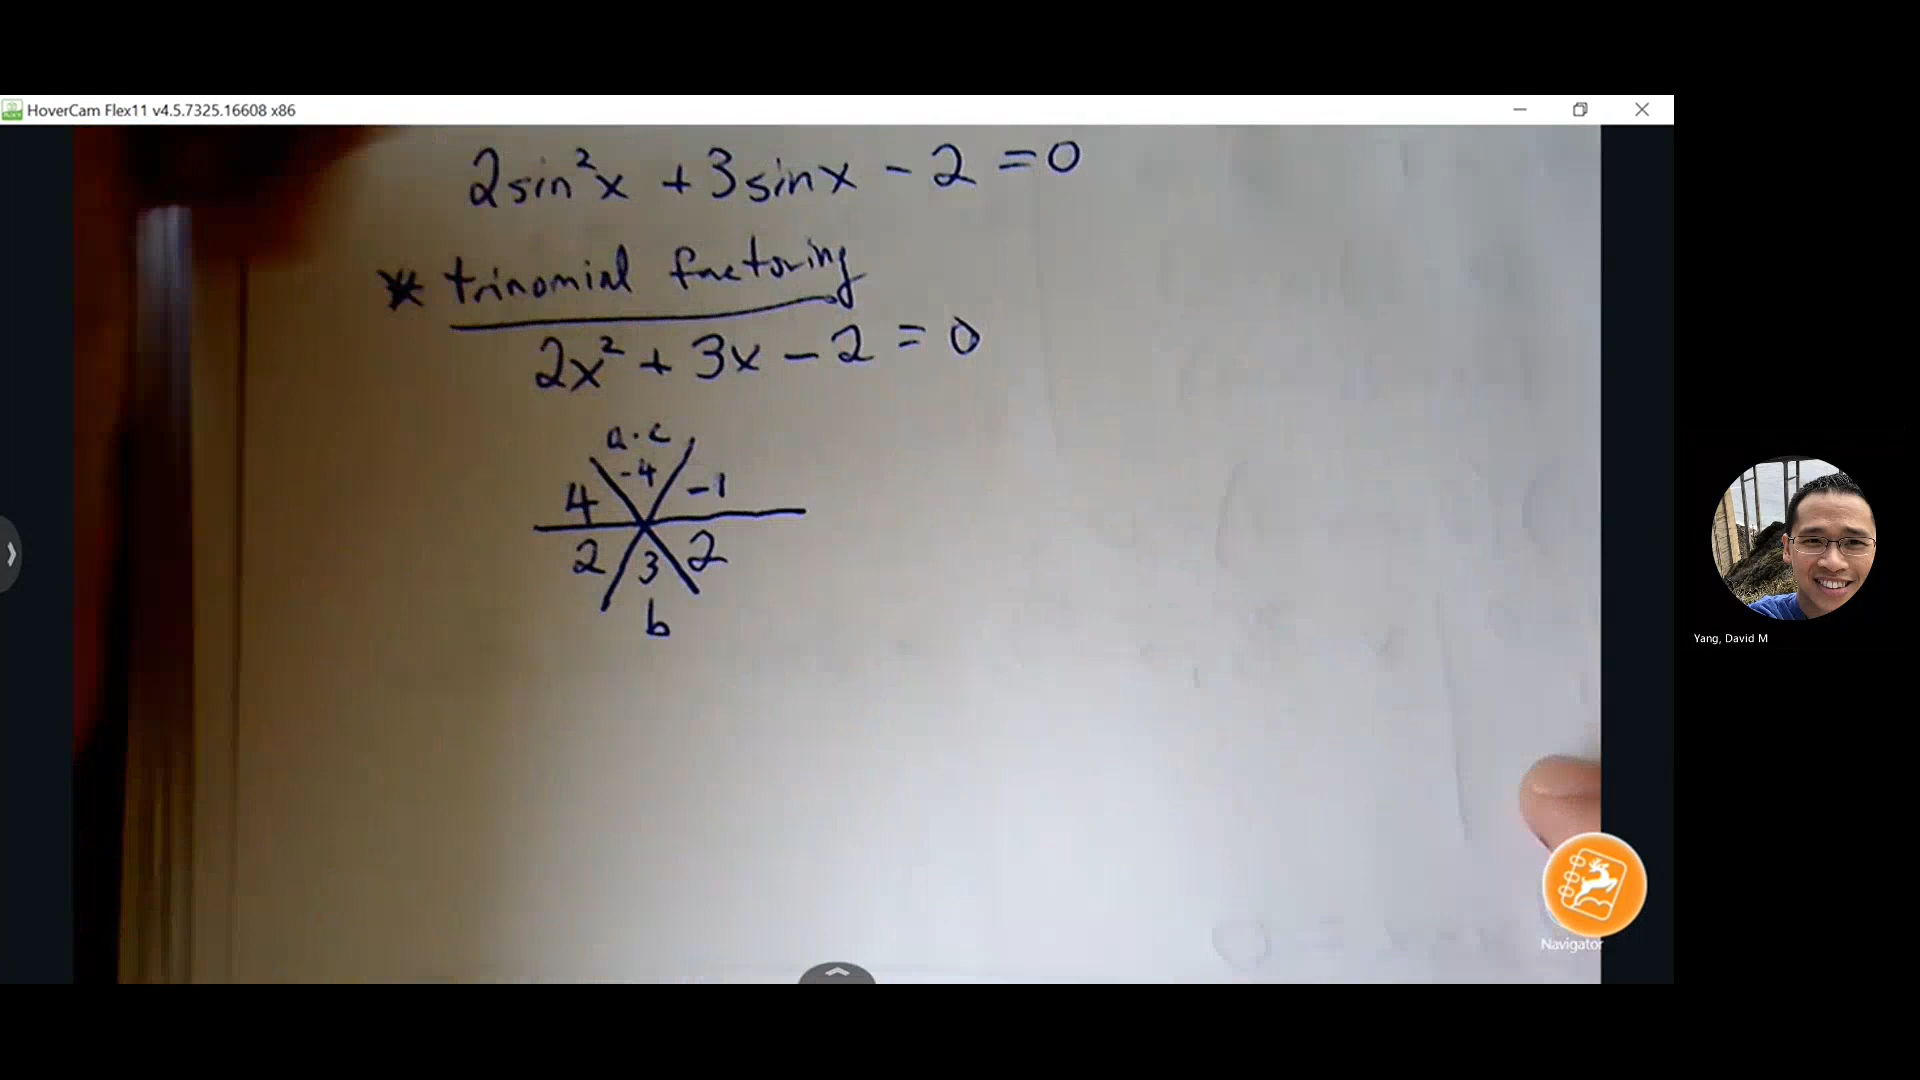 HoverCam Flex11 v4.5.7325.16608 x86
2sin²x + 3sinx - 2 = 0
* trinomial factoring
2x² + 3x - 2 = 0
a·c
4 -4 -1
2 3 2
b
Yang, David M
Navigator